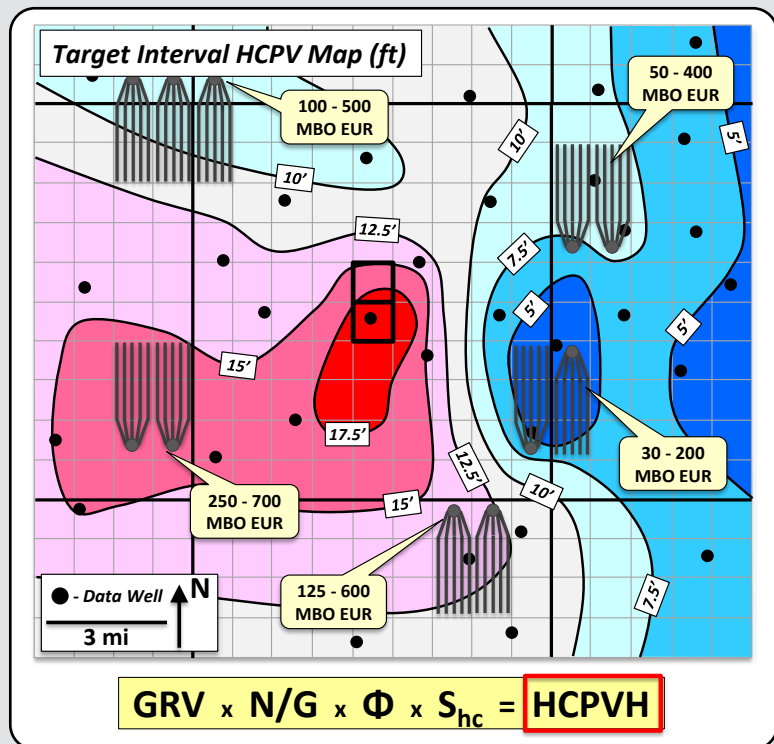 Target Interval HCPV Map (ft)
50 - 400
MBO EUR
100 - 500
MBO EUR
10'
5'
10'
12.5'
7.5'
5'
5'
15'
17.5'
12.5'
30 - 200
MBO EUR
10'
250 - 700
MBO EUR
15'
125 - 600
MBO EUR
7.5'
- Data Well
N
3 mi
GRV x N/G x Φ x Shc = HCPVH